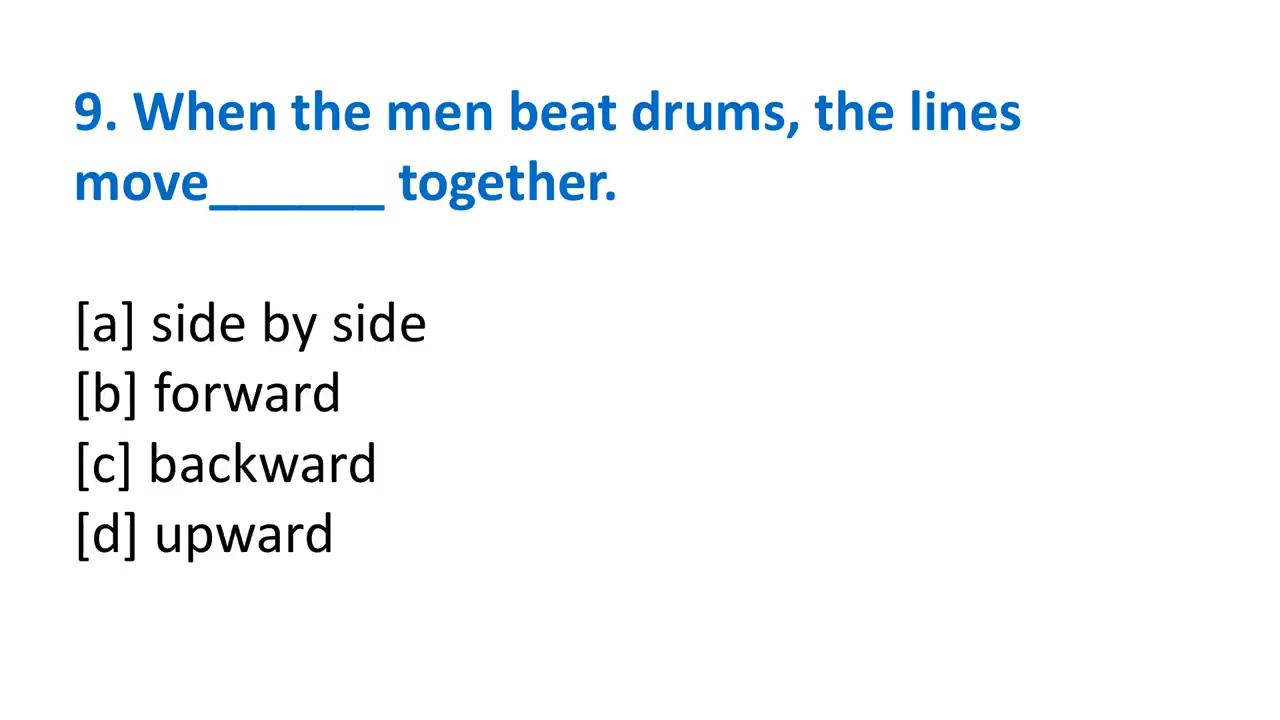 9. When the men beat drums, the lines
move______ together.
[a] side by side
[b] forward
[c] backward
[d] upward